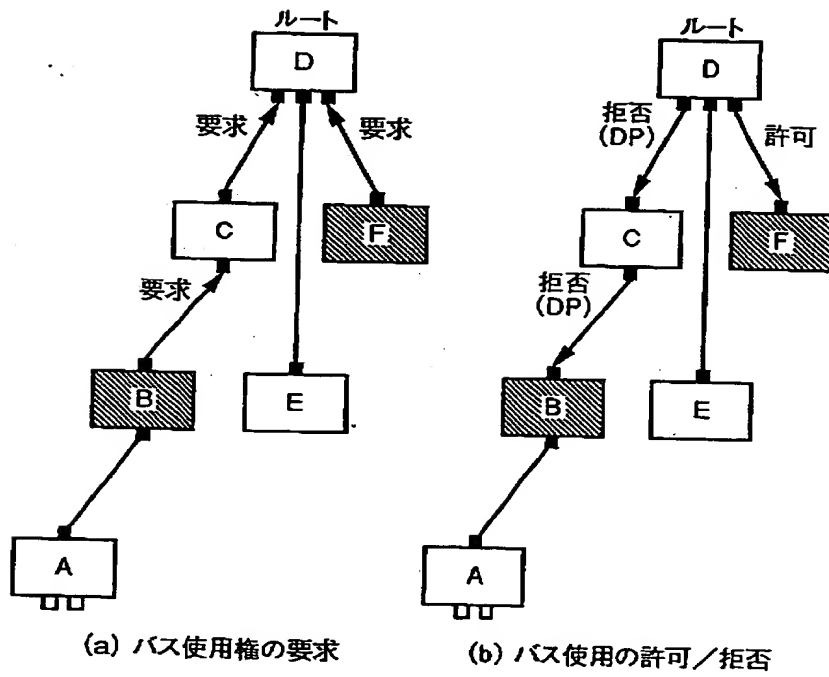 ルート
D
要求
要求
C
F
要求
B
E
A
(a) バス使用権の要求
ルート
D
拒否
(DP)
許可
C
F
拒否
(DP)
B
E
A
(b) バス使用の許可／拒否